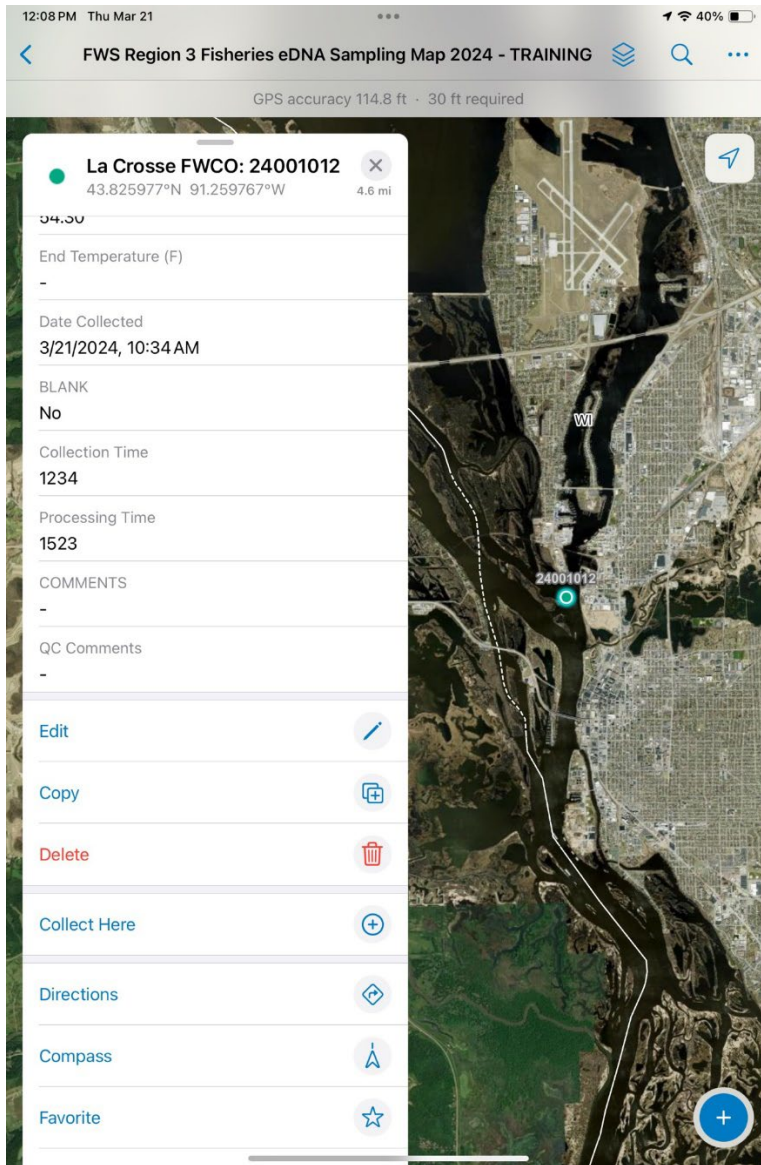 12:08 PM Thu Mar 21
40%
FWS Region 3 Fisheries eDNA Sampling Map 2024 - TRAINING
GPS accuracy 114.8 ft · 30 ft required
La Crosse FWCO: 24001012
43.825977°N 91.259767°W
4.6 mi
54.30
End Temperature (F)
-
Date Collected
3/21/2024, 10:34 AM
BLANK
No
Collection Time
1234
Processing Time
1523
COMMENTS
-
QC Comments
-
Edit
Copy
Delete
Collect Here
Directions
Compass
Favorite
WI
24001012